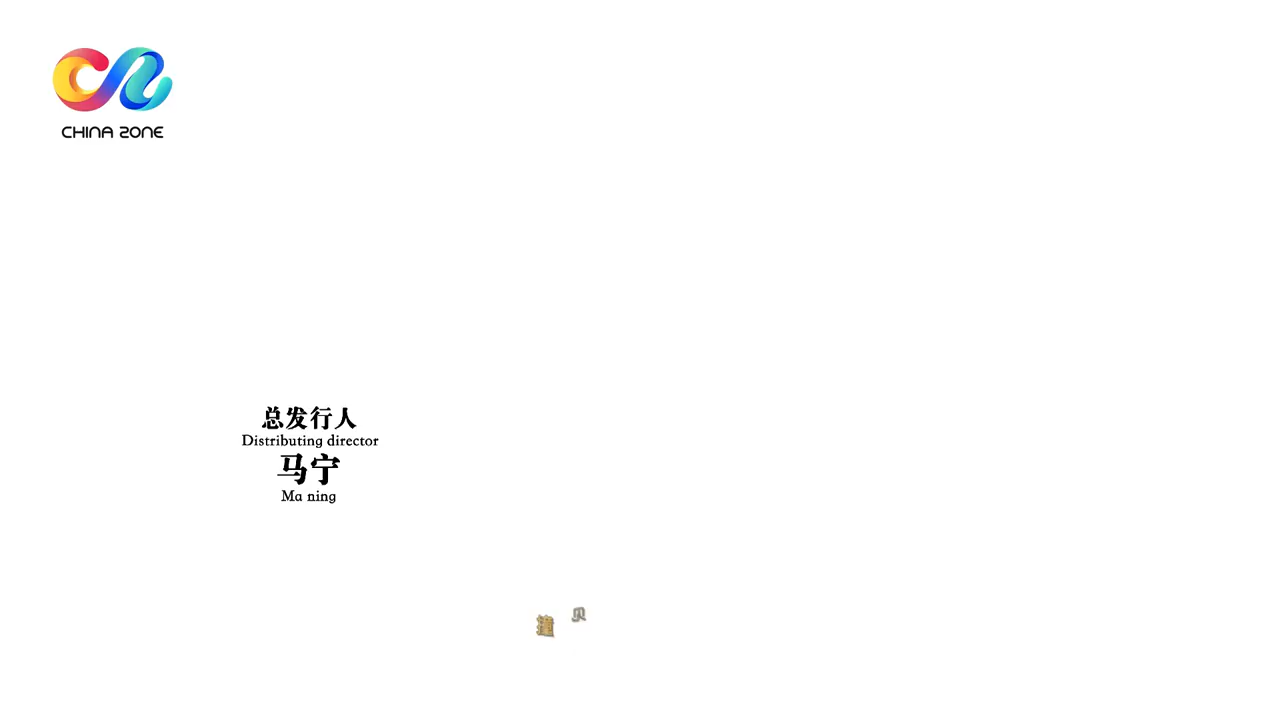 CHINA ZONE
总发行人
Distributing director
马宁
Ma ning